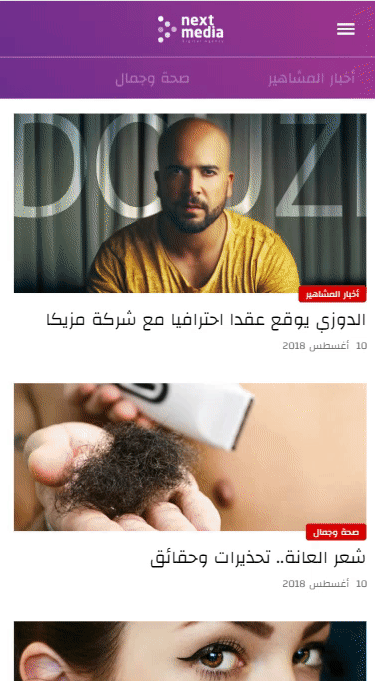 next
media
digital agency
أخبار المشاهير
صحة وجمال
DOUZI
أخبار المشاهير
الدوزي يوقع عقدا احترافيا مع شركة مزيكا
10 أغسطس 2018
صحة وجمال
شعر العانة.. تحذيرات وحقائق
10 أغسطس 2018